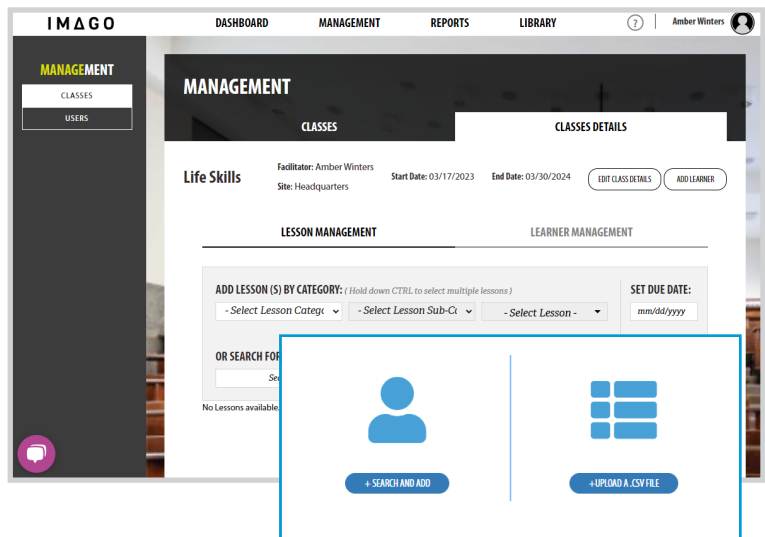 IMAGO
DASHBOARD MANAGEMENT REPORTS LIBRARY ? Amber Winters
MANAGEMENT
CLASSES
USERS
MANAGEMENT
CLASSES CLASSES DETAILS
Life Skills
Facilitator: Amber Winters
Site: Headquarters
Start Date: 03/17/2023 End Date: 03/30/2024 EDIT CLASS DETAILS ADD LEARNER
LESSON MANAGEMENT LEARNER MANAGEMENT
ADD LESSON (S) BY CATEGORY: ( Hold down CTRL to select multiple lessons ) SET DUE DATE:
- Select Lesson Catego - Select Lesson Sub-Ca - Select Lesson - mm/dd/yyyy
OR SEARCH FOR
No Lessons available.
+ SEARCH AND ADD +UPLOAD A .CSV FILE